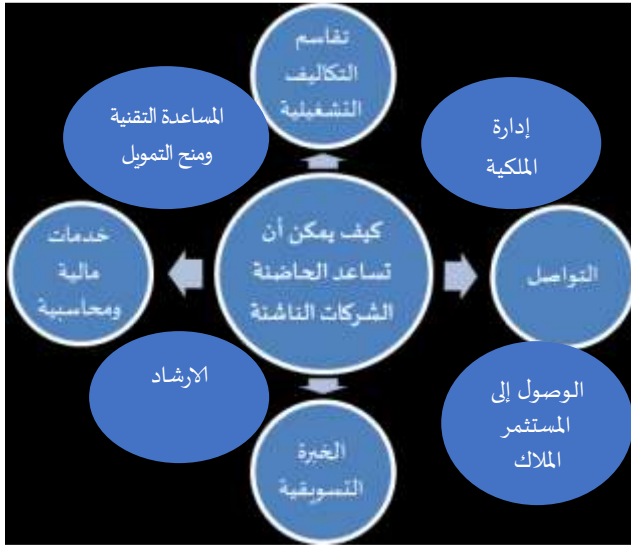 تقاسم
التكاليف
التشغيلية
إدارة
الملكية
المساعدة التقنية
ومنح التمويل
كيف يمكن أن
تساعد الحاضنة
الشركات الناشئة
التواصل
خدمات
مالية
ومحاسبية
الوصول إلى
المستثمر
الملاك
الارشاد
الخبرة
التسويقية